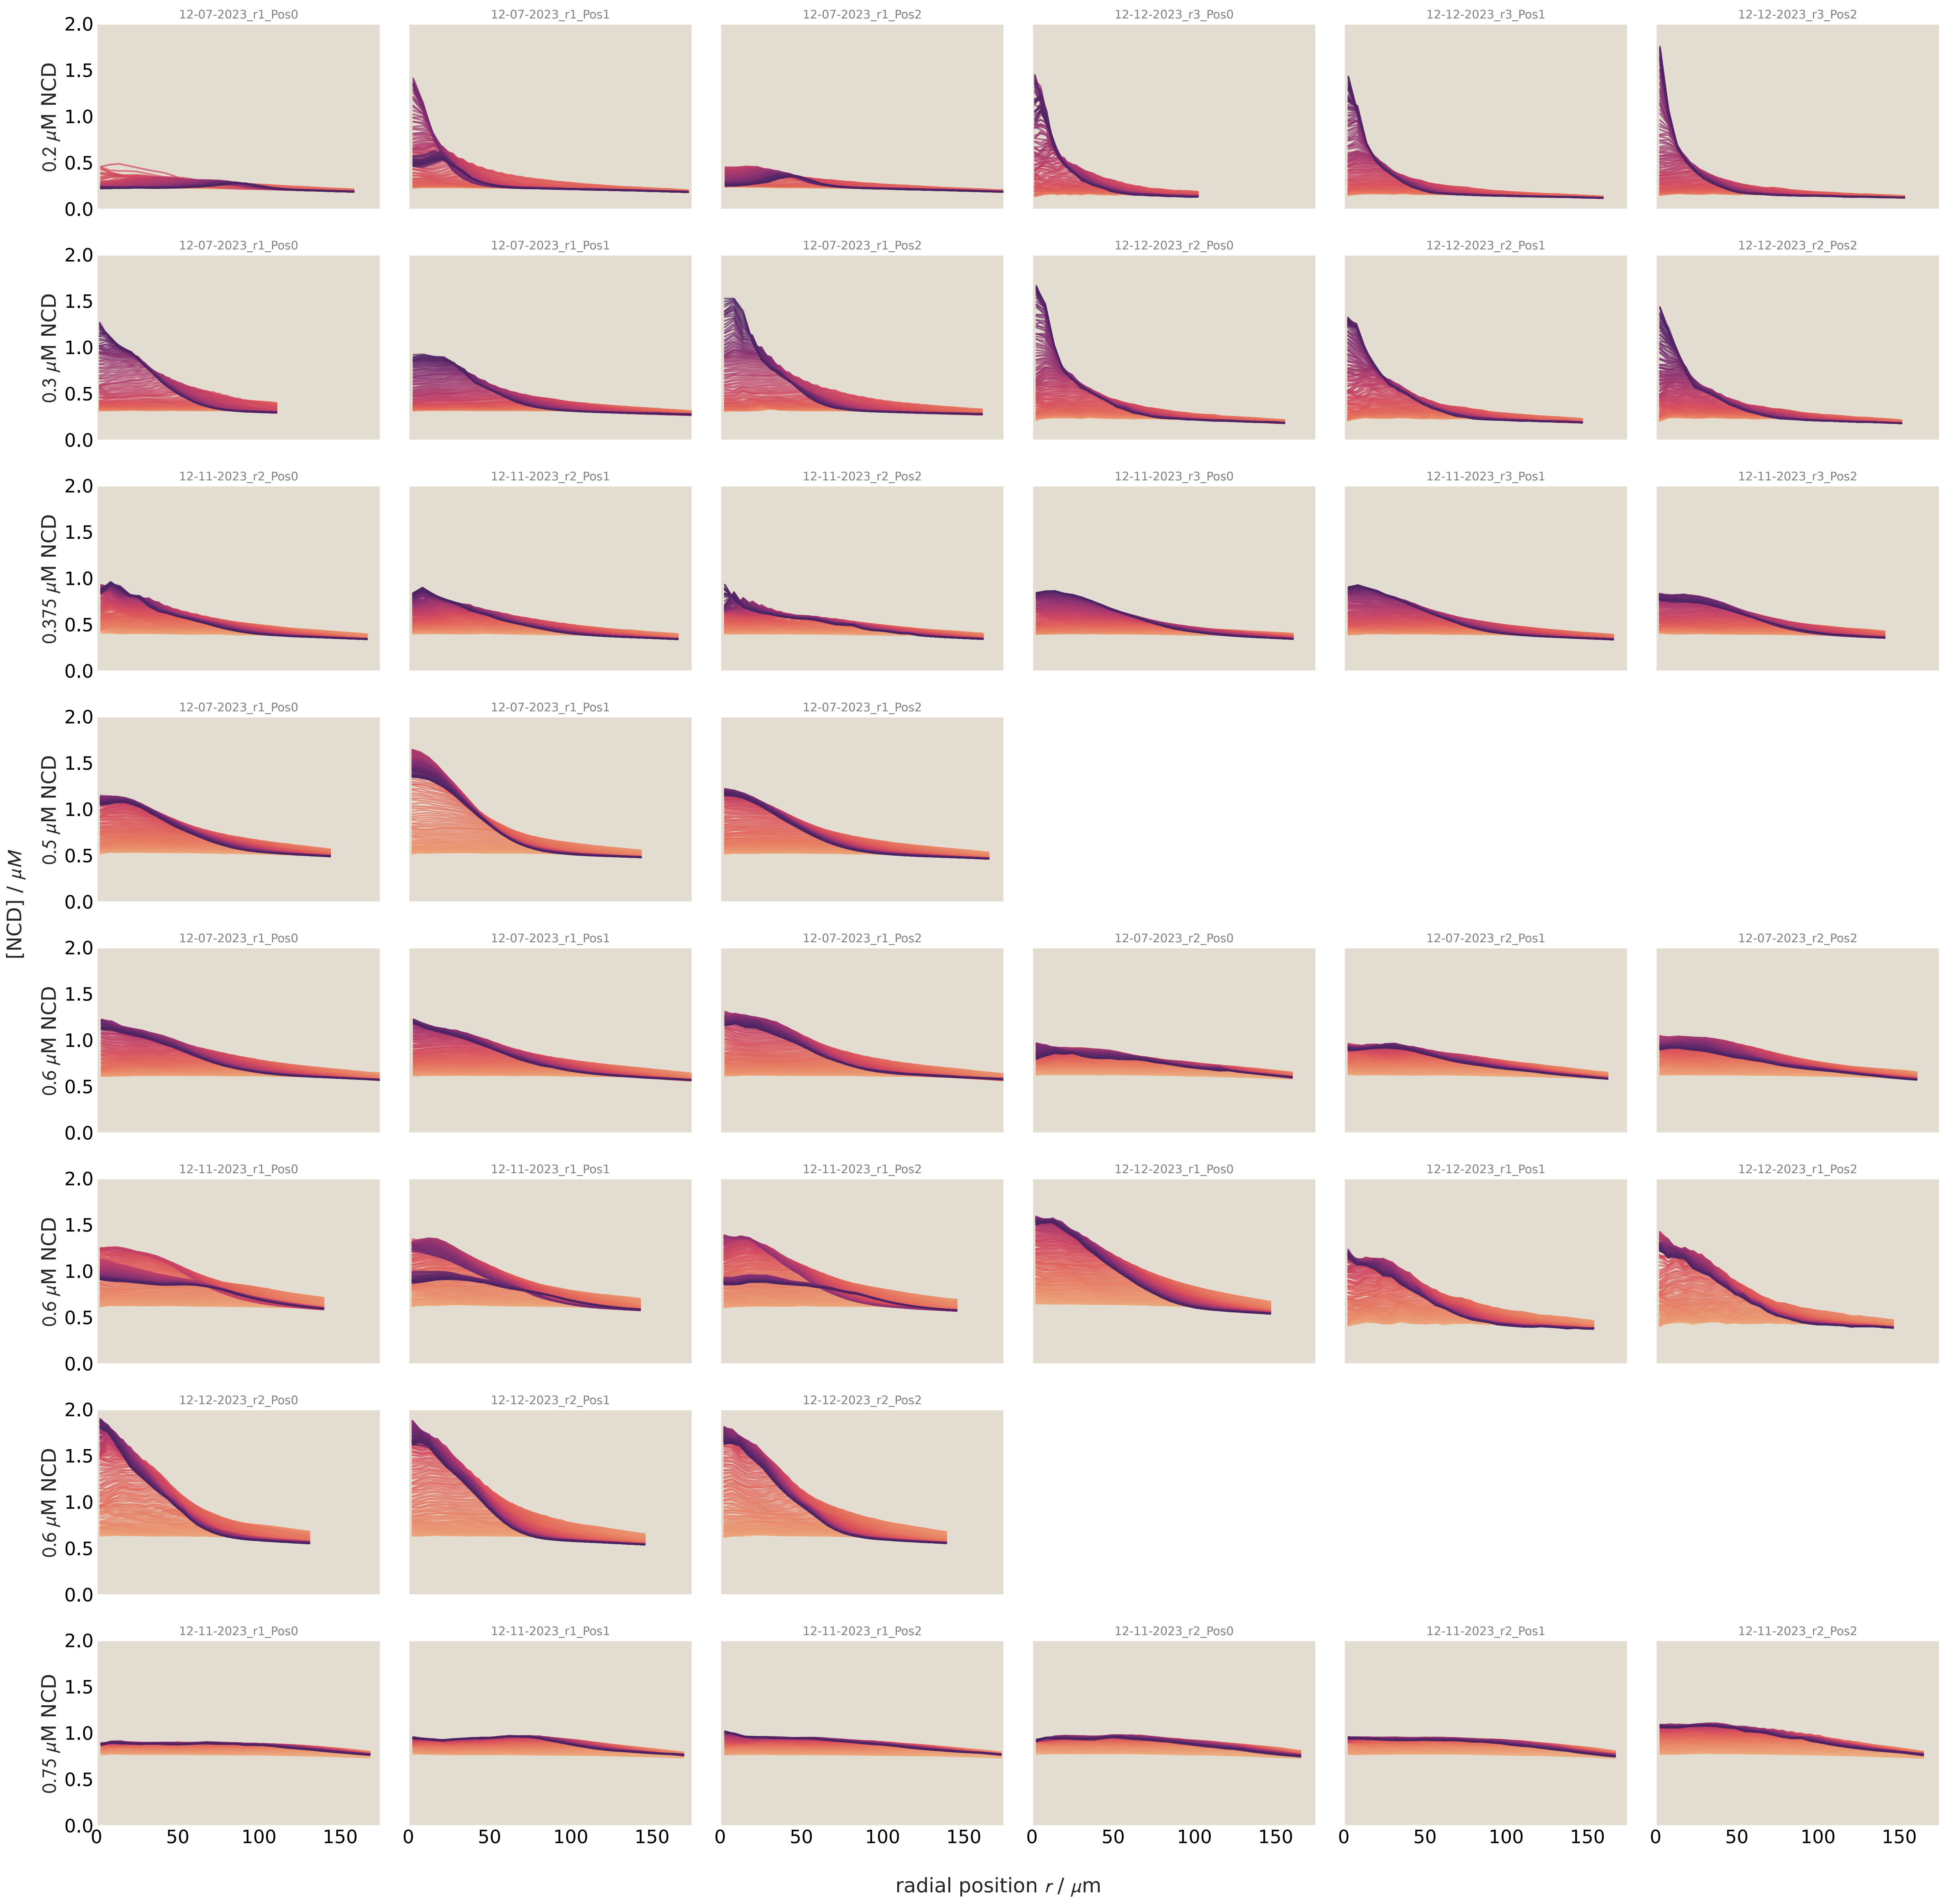 12-07-2023_r1_Pos0 12-07-2023_r1_Pos1 12-07-2023_r1_Pos2 12-12-2023_r3_Pos0 12-12-2023_r3_Pos1 12-12-2023_r3_Pos2
0.2 μM NCD
2.0
1.5
1.0
0.5
0.0
12-07-2023_r1_Pos0 12-07-2023_r1_Pos1 12-07-2023_r1_Pos2 12-12-2023_r2_Pos0 12-12-2023_r2_Pos1 12-12-2023_r2_Pos2
0.3 μM NCD
2.0
1.5
1.0
0.5
0.0
12-11-2023_r2_Pos0 12-11-2023_r2_Pos1 12-11-2023_r2_Pos2 12-11-2023_r3_Pos0 12-11-2023_r3_Pos1 12-11-2023_r3_Pos2
0.375 μM NCD
2.0
1.5
1.0
0.5
0.0
12-07-2023_r1_Pos0 12-07-2023_r1_Pos1 12-07-2023_r1_Pos2
0.5 μM NCD
2.0
1.5
1.0
0.5
0.0
[NCD] / μM
12-07-2023_r1_Pos0 12-07-2023_r1_Pos1 12-07-2023_r1_Pos2 12-07-2023_r2_Pos0 12-07-2023_r2_Pos1 12-07-2023_r2_Pos2
0.6 μM NCD
2.0
1.5
1.0
0.5
0.0
12-11-2023_r1_Pos0 12-11-2023_r1_Pos1 12-11-2023_r1_Pos2 12-12-2023_r1_Pos0 12-12-2023_r1_Pos1 12-12-2023_r1_Pos2
0.6 μM NCD
2.0
1.5
1.0
0.5
0.0
12-12-2023_r2_Pos0 12-12-2023_r2_Pos1 12-12-2023_r2_Pos2
0.6 μM NCD
2.0
1.5
1.0
0.5
0.0
12-11-2023_r1_Pos0 12-11-2023_r1_Pos1 12-11-2023_r1_Pos2 12-11-2023_r2_Pos0 12-11-2023_r2_Pos1 12-11-2023_r2_Pos2
0.75 μM NCD
2.0
1.5
1.0
0.5
0.0
0 50 100 150 0 50 100 150 0 50 100 150 0 50 100 150 0 50 100 150 0 50 100 150
radial position r / μm